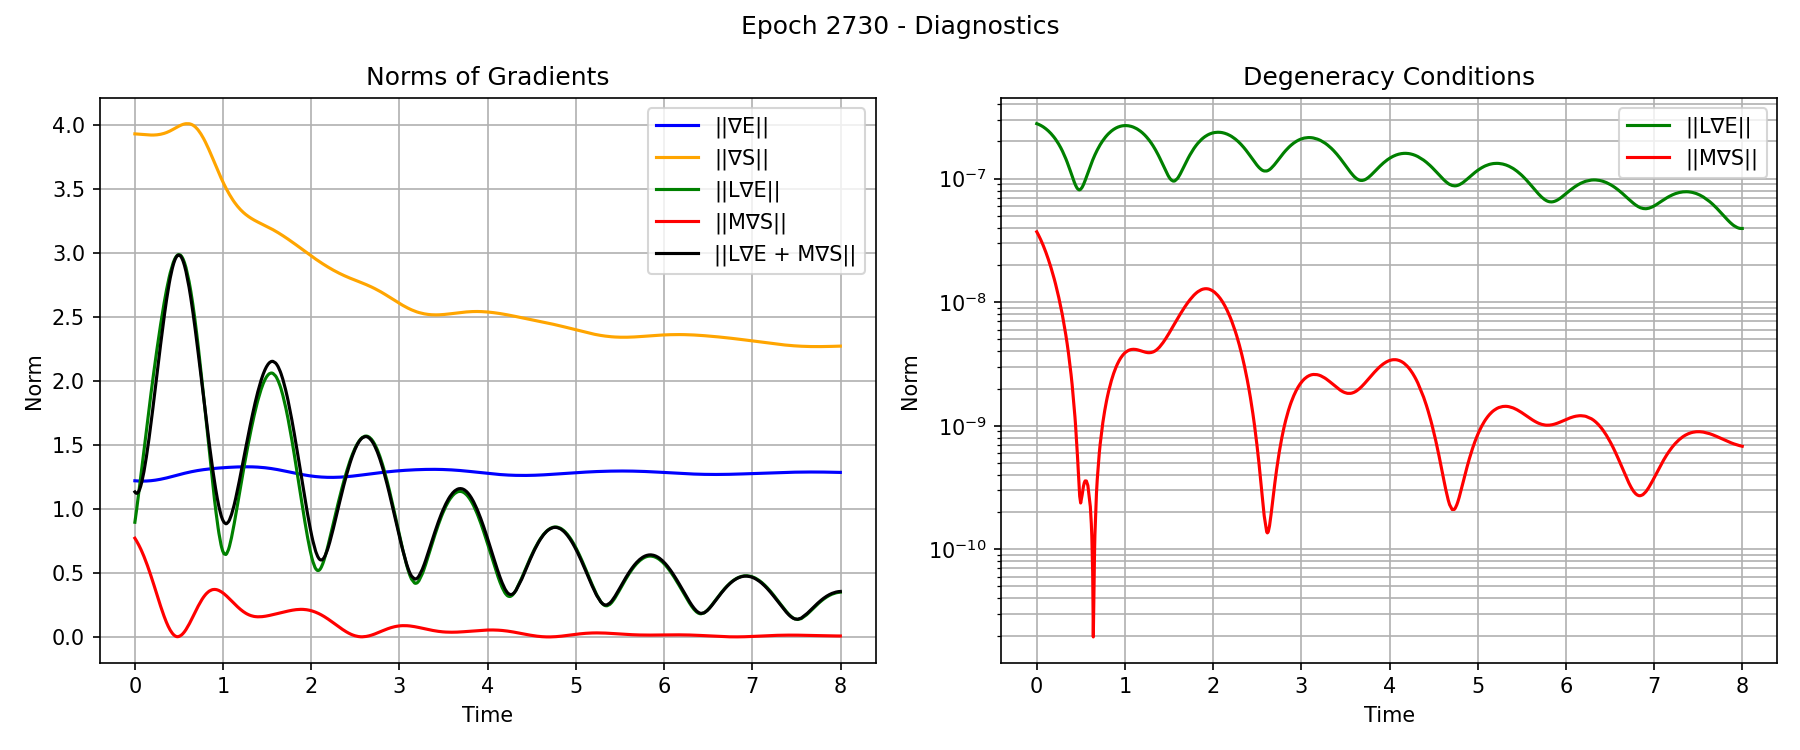 Epoch 2730 - Diagnostics
Norms of Gradients
Norm
4.0
3.5
3.0
2.5
2.0
1.5
1.0
0.5
0.0
||∇E||
||∇S||
||L∇E||
||M∇S||
||L∇E + M∇S||
0 1 2 3 4 5 6 7 8
Time
Degeneracy Conditions
Norm
10⁻⁷
10⁻⁸
10⁻⁹
10⁻¹⁰
||L∇E||
||M∇S||
0 1 2 3 4 5 6 7 8
Time